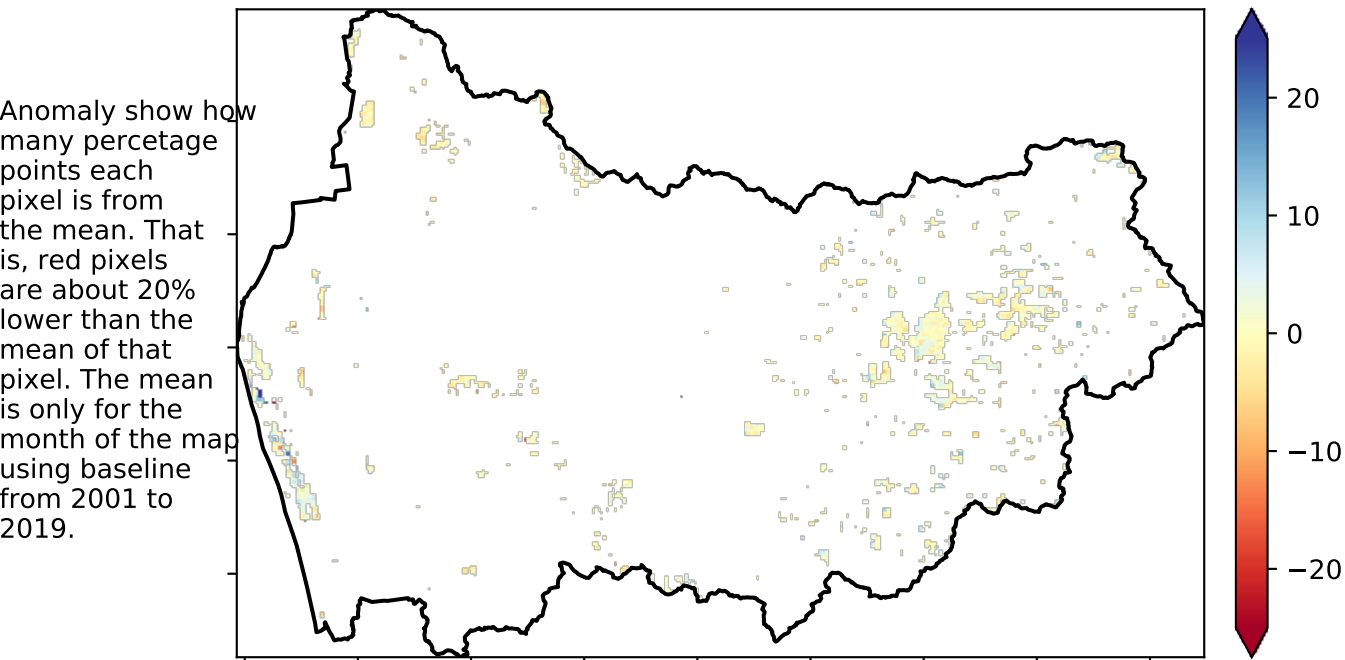 Anomaly show how
many percetage
points each
pixel is from
the mean. That
is, red pixels
are about 20%
lower than the
mean of that
pixel. The mean
is only for the
month of the map
using baseline
from 2001 to
2019.
20
10
0
−10
−20